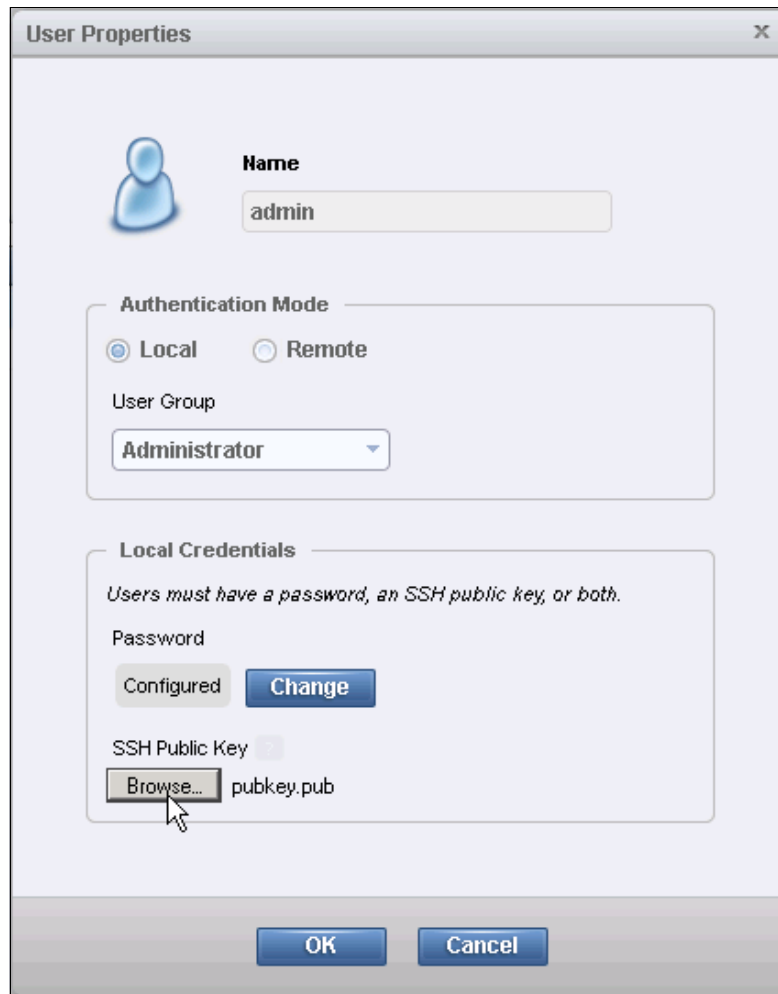 User Properties x
Name
admin
Authentication Mode
Local Remote
User Group
Administrator
Local Credentials
Users must have a password, an SSH public key, or both.
Password
Configured Change
SSH Public Key ?
Browse... pubkey.pub
OK Cancel